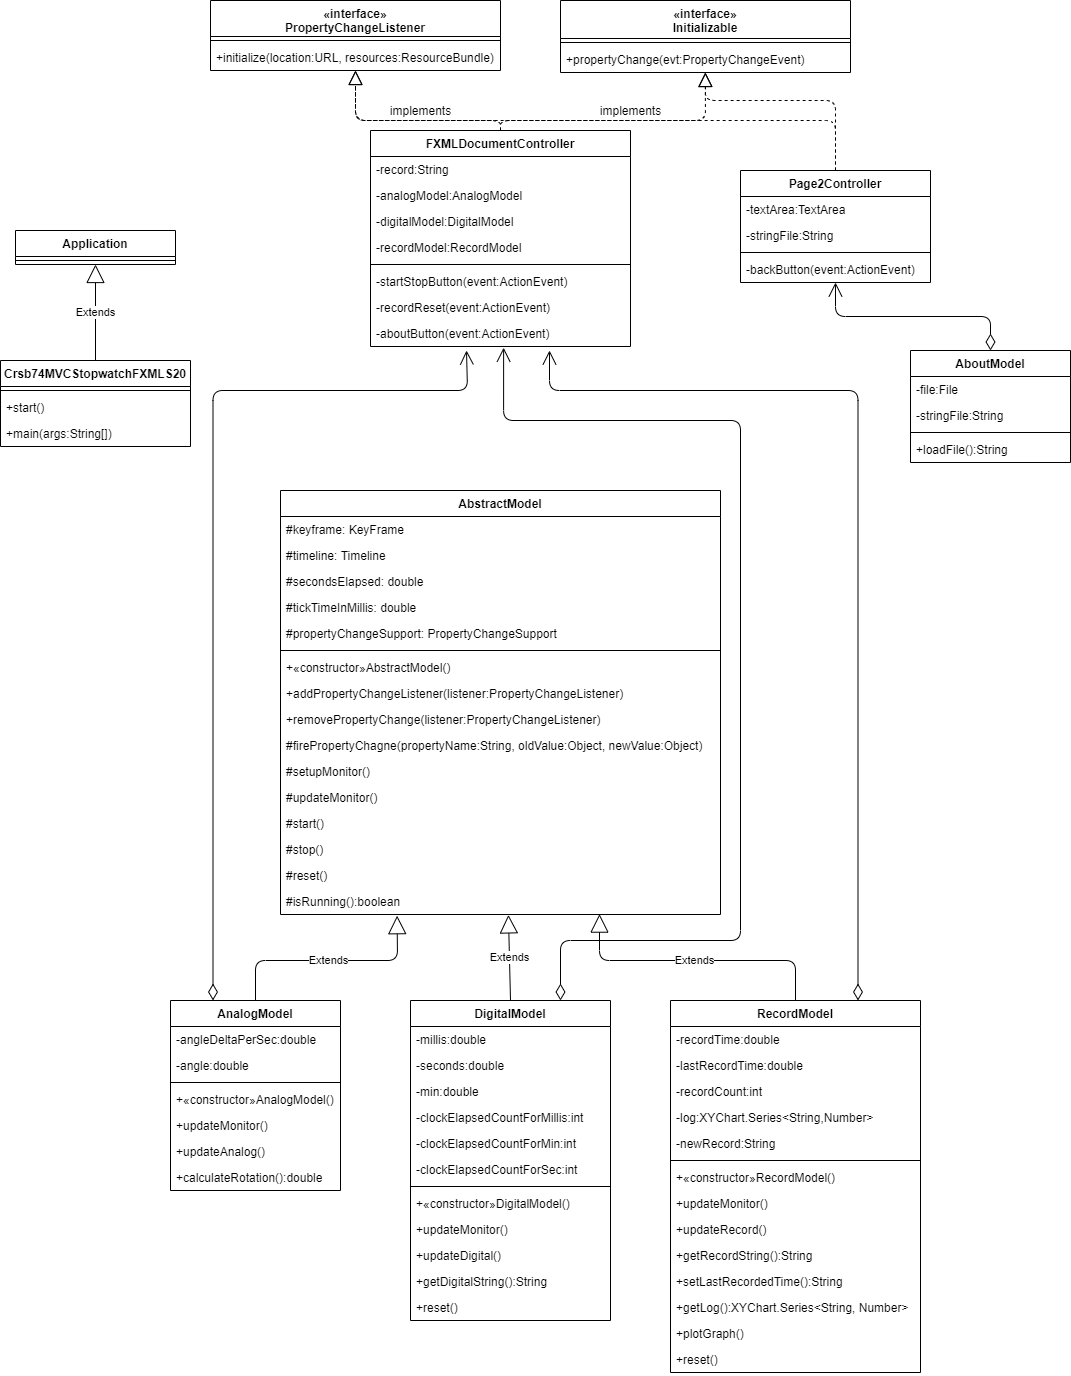 «interface»
PropertyChangeListener
+initialize(location:URL, resources:ResourceBundle)
«interface»
Initializable
+propertyChange(evt:PropertyChangeEvent)
implements
implements
FXMLDocumentController
-record:String
-analogModel:AnalogModel
-digitalModel:DigitalModel
-recordModel:RecordModel
-startStopButton(event:ActionEvent)
-recordReset(event:ActionEvent)
-aboutButton(event:ActionEvent)
Page2Controller
-textArea:TextArea
-stringFile:String
-backButton(event:ActionEvent)
Application
Extends
Crsb74MVCStopwatchFXMLS20
+start()
+main(args:String[])
AboutModel
-file:File
-stringFile:String
+loadFile():String
AbstractModel
#keyframe: KeyFrame
#timeline: Timeline
#secondsElapsed: double
#tickTimeInMillis: double
#propertyChangeSupport: PropertyChangeSupport
+«constructor»AbstractModel()
+addPropertyChangeListener(listener:PropertyChangeListener)
+removePropertyChange(listener:PropertyChangeListener)
#firePropertyChagne(propertyName:String, oldValue:Object, newValue:Object)
#setupMonitor()
#updateMonitor()
#start()
#stop()
#reset()
#isRunning():boolean
Extends
Extends
Extends
AnalogModel
-angleDeltaPerSec:double
-angle:double
+«constructor»AnalogModel()
+updateMonitor()
+updateAnalog()
+calculateRotation():double
DigitalModel
-millis:double
-seconds:double
-min:double
-clockElapsedCountForMillis:int
-clockElapsedCountForMin:int
-clockElapsedCountForSec:int
+«constructor»DigitalModel()
+updateMonitor()
+updateDigital()
+getDigitalString():String
+reset()
RecordModel
-recordTime:double
-lastRecordTime:double
-recordCount:int
-log:XYChart.Series<String,Number>
-newRecord:String
+«constructor»RecordModel()
+updateMonitor()
+updateRecord()
+getRecordString():String
+setLastRecordedTime():String
+getLog():XYChart.Series<String, Number>
+plotGraph()
+reset()